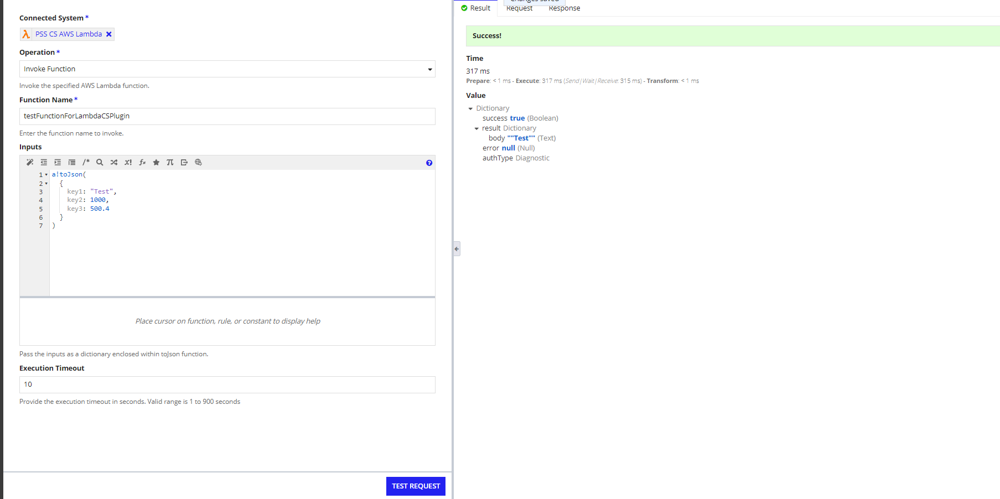 Connected System *
PSS CS AWS Lambda
Operation *
Invoke Function
Invoke the specified AWS Lambda function.
Function Name *
testFunctionForLambdaCSPlugin
Enter the function name to invoke.
Inputs
1 a!toJson(
2 {
3 key1: "Test",
4 key2: 1000,
5 key3: 500.4
6 }
7 )
Place cursor on function, rule, or constant to display help
Pass the inputs as a dictionary enclosed within toJson function.
Execution Timeout
10
Provide the execution timeout in seconds. Valid range is 1 to 900 seconds
TEST REQUEST
Changes saved
Result Request Response
Success!
Time
317 ms
Prepare: < 1 ms - Execute: 317 ms (Send|Wait|Receive: 315 ms) - Transform: < 1 ms
Value
Dictionary
success true (Boolean)
result Dictionary
body ""Test"" (Text)
error null (Null)
authType Diagnostic